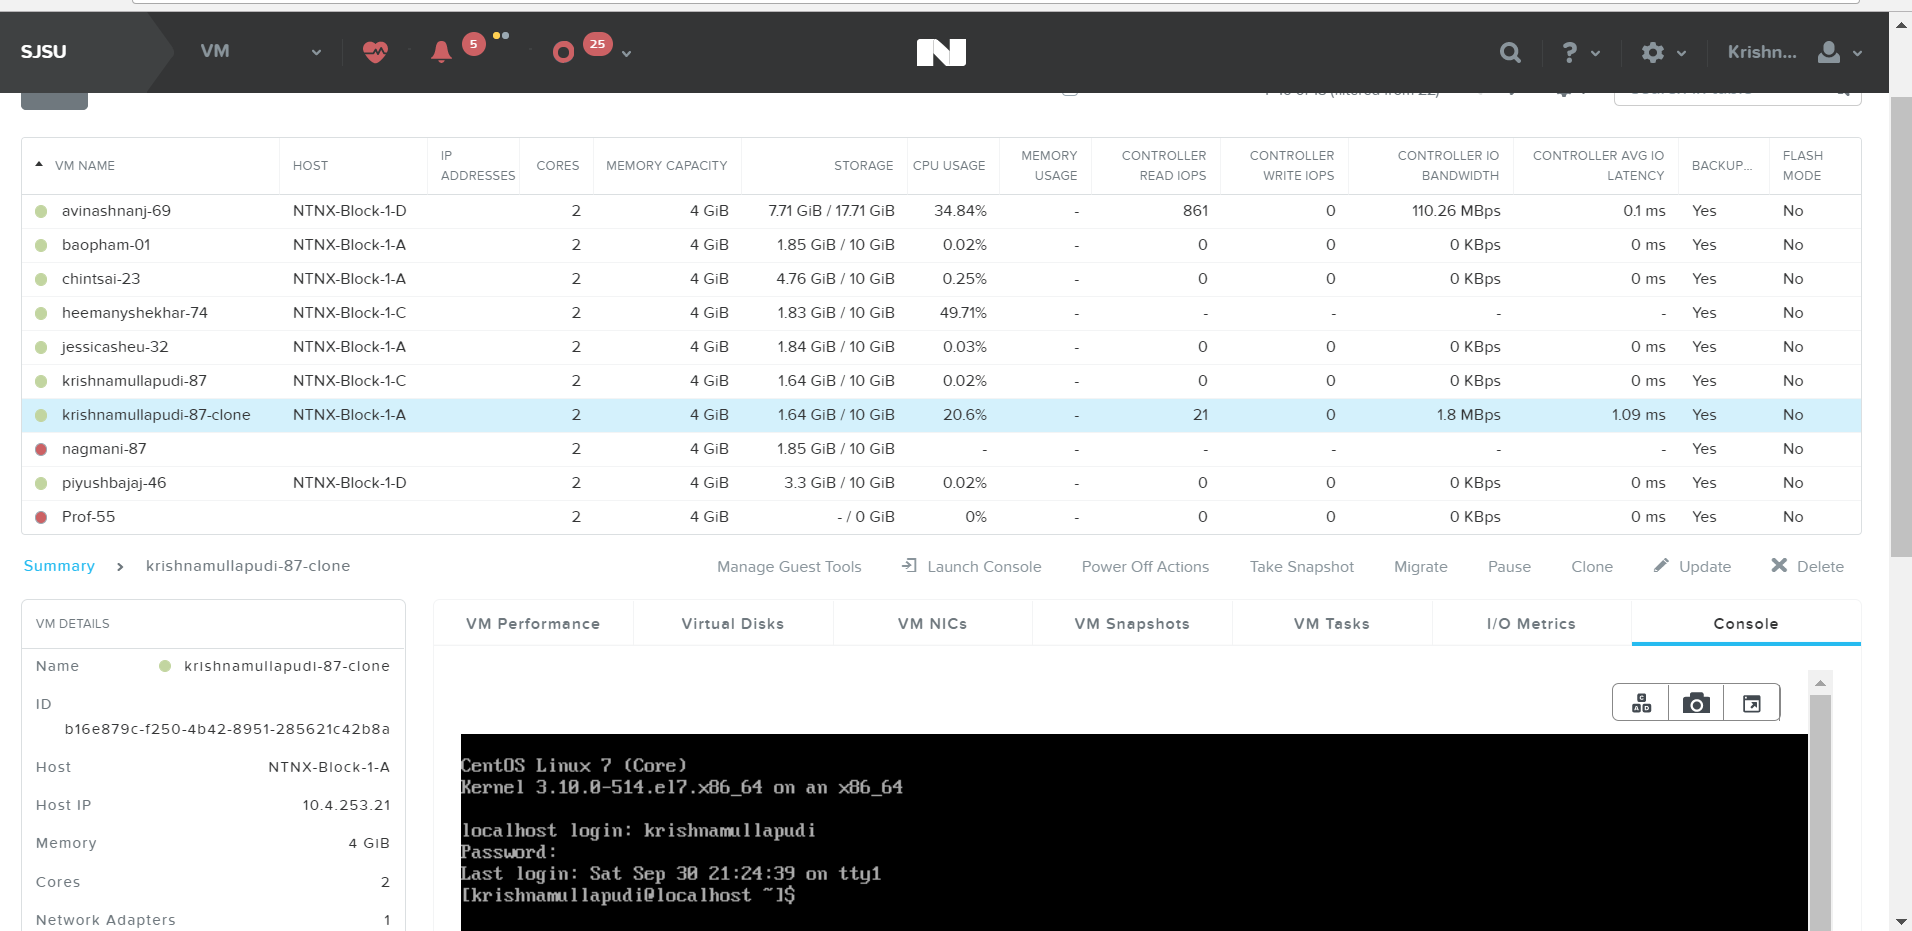 SJSU VM 5 25 ? Krishn...
VM NAME HOST IP ADDRESSES CORES MEMORY CAPACITY STORAGE CPU USAGE MEMORY USAGE CONTROLLER READ IOPS CONTROLLER WRITE IOPS CONTROLLER IO BANDWIDTH CONTROLLER AVG IO LATENCY BACKUP... FLASH MODE
avinashnanj-69 NTNX-Block-1-D 2 4 GiB 7.71 GiB / 17.71 GiB 34.84% - 861 0 110.26 MBps 0.1 ms Yes No
baopham-01 NTNX-Block-1-A 2 4 GiB 1.85 GiB / 10 GiB 0.02% - 0 0 0 KBps 0 ms Yes No
chintsai-23 NTNX-Block-1-A 2 4 GiB 4.76 GiB / 10 GiB 0.25% - 0 0 0 KBps 0 ms Yes No
heemanyshekhar-74 NTNX-Block-1-C 2 4 GiB 1.83 GiB / 10 GiB 49.71% - - - - - Yes No
jessicasheu-32 NTNX-Block-1-A 2 4 GiB 1.84 GiB / 10 GiB 0.03% - 0 0 0 KBps 0 ms Yes No
krishnamullapudi-87 NTNX-Block-1-C 2 4 GiB 1.64 GiB / 10 GiB 0.02% - 0 0 0 KBps 0 ms Yes No
krishnamullapudi-87-clone NTNX-Block-1-A 2 4 GiB 1.64 GiB / 10 GiB 20.6% - 21 0 1.8 MBps 1.09 ms Yes No
nagmani-87 2 4 GiB 1.85 GiB / 10 GiB - - - - - - Yes No
piyushbajaj-46 NTNX-Block-1-D 2 4 GiB 3.3 GiB / 10 GiB 0.02% - 0 0 0 KBps 0 ms Yes No
Prof-55 2 4 GiB - / 0 GiB 0% - 0 0 0 KBps 0 ms Yes No
Summary > krishnamullapudi-87-clone Manage Guest Tools Launch Console Power Off Actions Take Snapshot Migrate Pause Clone Update Delete
VM DETAILS
Name krishnamullapudi-87-clone
ID
b16e879c-f250-4b42-8951-285621c42b8a
Host NTNX-Block-1-A
Host IP 10.4.253.21
Memory 4 GiB
Cores 2
Network Adapters 1
VM Performance Virtual Disks VM NICs VM Snapshots VM Tasks I/O Metrics Console
CentOS Linux 7 (Core)
Kernel 3.10.0-514.el7.x86_64 on an x86_64
localhost login: krishnamullapudi
Password:
Last login: Sat Sep 30 21:24:39 on tty1
[krishnamullapudi@localhost ~]$